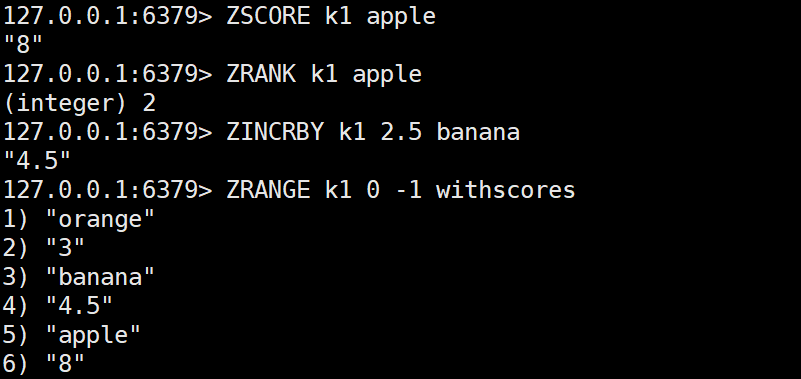 127.0.0.1:6379> ZSCORE k1 apple
"8"
127.0.0.1:6379> ZRANK k1 apple
(integer) 2
127.0.0.1:6379> ZINCRBY k1 2.5 banana
"4.5"
127.0.0.1:6379> ZRANGE k1 0 -1 withscores
1) "orange"
2) "3"
3) "banana"
4) "4.5"
5) "apple"
6) "8"